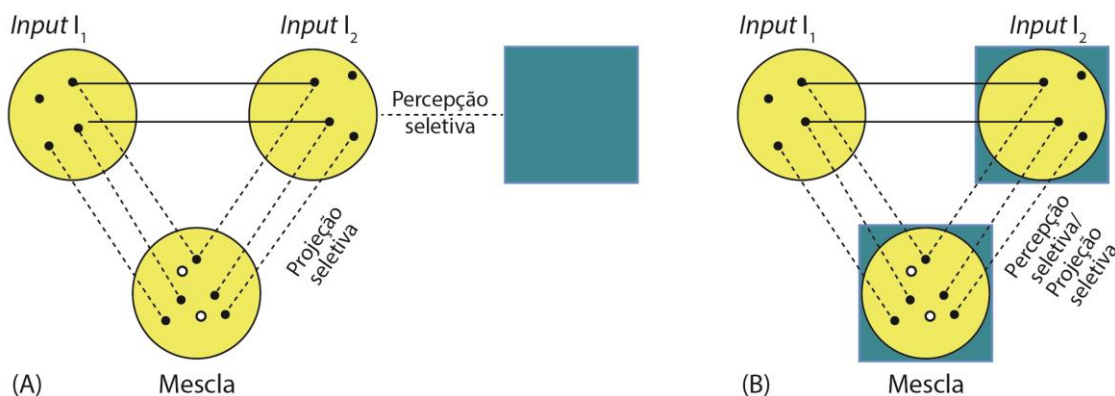 Input I₁
Input I₂
Percepção
seletiva
Projeção
seletiva
(A)
Mescla
Input I₁
Input I₂
Percepção
seletiva/
Projeção
seletiva
(B)
Mescla